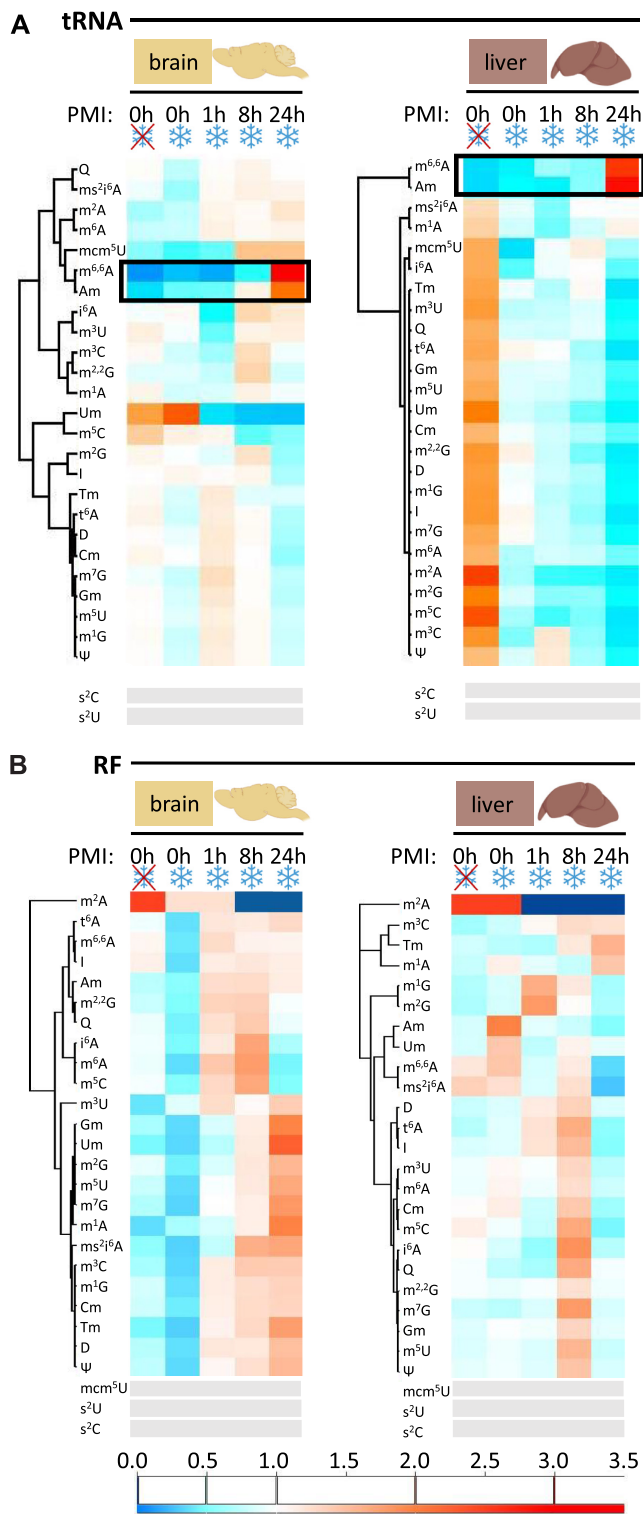 A tRNA
brain liver
PMI: 0h 0h 1h 8h 24h PMI: 0h 0h 1h 8h 24h
Q
ms²i⁶A
m²A
m⁶A
mcm⁵U
m⁶,⁶A
Am
i⁶A
m³U
m³C
m²,²G
m¹A
Um
m⁵C
m²G
I
Tm
t⁶A
D
Cm
m⁷G
Gm
m⁵U
m¹G
Ψ
s²C
s²U
m⁶,⁶A
Am
ms²i⁶A
m¹A
mcm⁵U
i⁶A
Tm
m³U
Q
t⁶A
Gm
m⁵U
Um
Cm
m²,²G
D
m¹G
I
m⁷G
m⁶A
m²A
m²G
m⁵C
m³C
Ψ
s²C
s²U
B RF
brain liver
PMI: 0h 0h 1h 8h 24h PMI: 0h 0h 1h 8h 24h
m²A
t⁶A
m⁶,⁶A
I
Am
m²,²G
Q
i⁶A
m⁶A
m⁵C
m³U
Gm
Um
m²G
m⁵U
m⁷G
m¹A
ms²i⁶A
m³C
m¹G
Cm
Tm
D
Ψ
mcm⁵U
s²U
s²C
m²A
m³C
Tm
m¹A
m¹G
m²G
Am
Um
m⁶,⁶A
ms²i⁶A
D
t⁶A
I
m³U
m⁶A
Cm
m⁵C
i⁶A
Q
m²,²G
m⁷G
Gm
m⁵U
Ψ
mcm⁵U
s²U
s²C
0.0 0.5 1.0 1.5 2.0 2.5 3.0 3.5